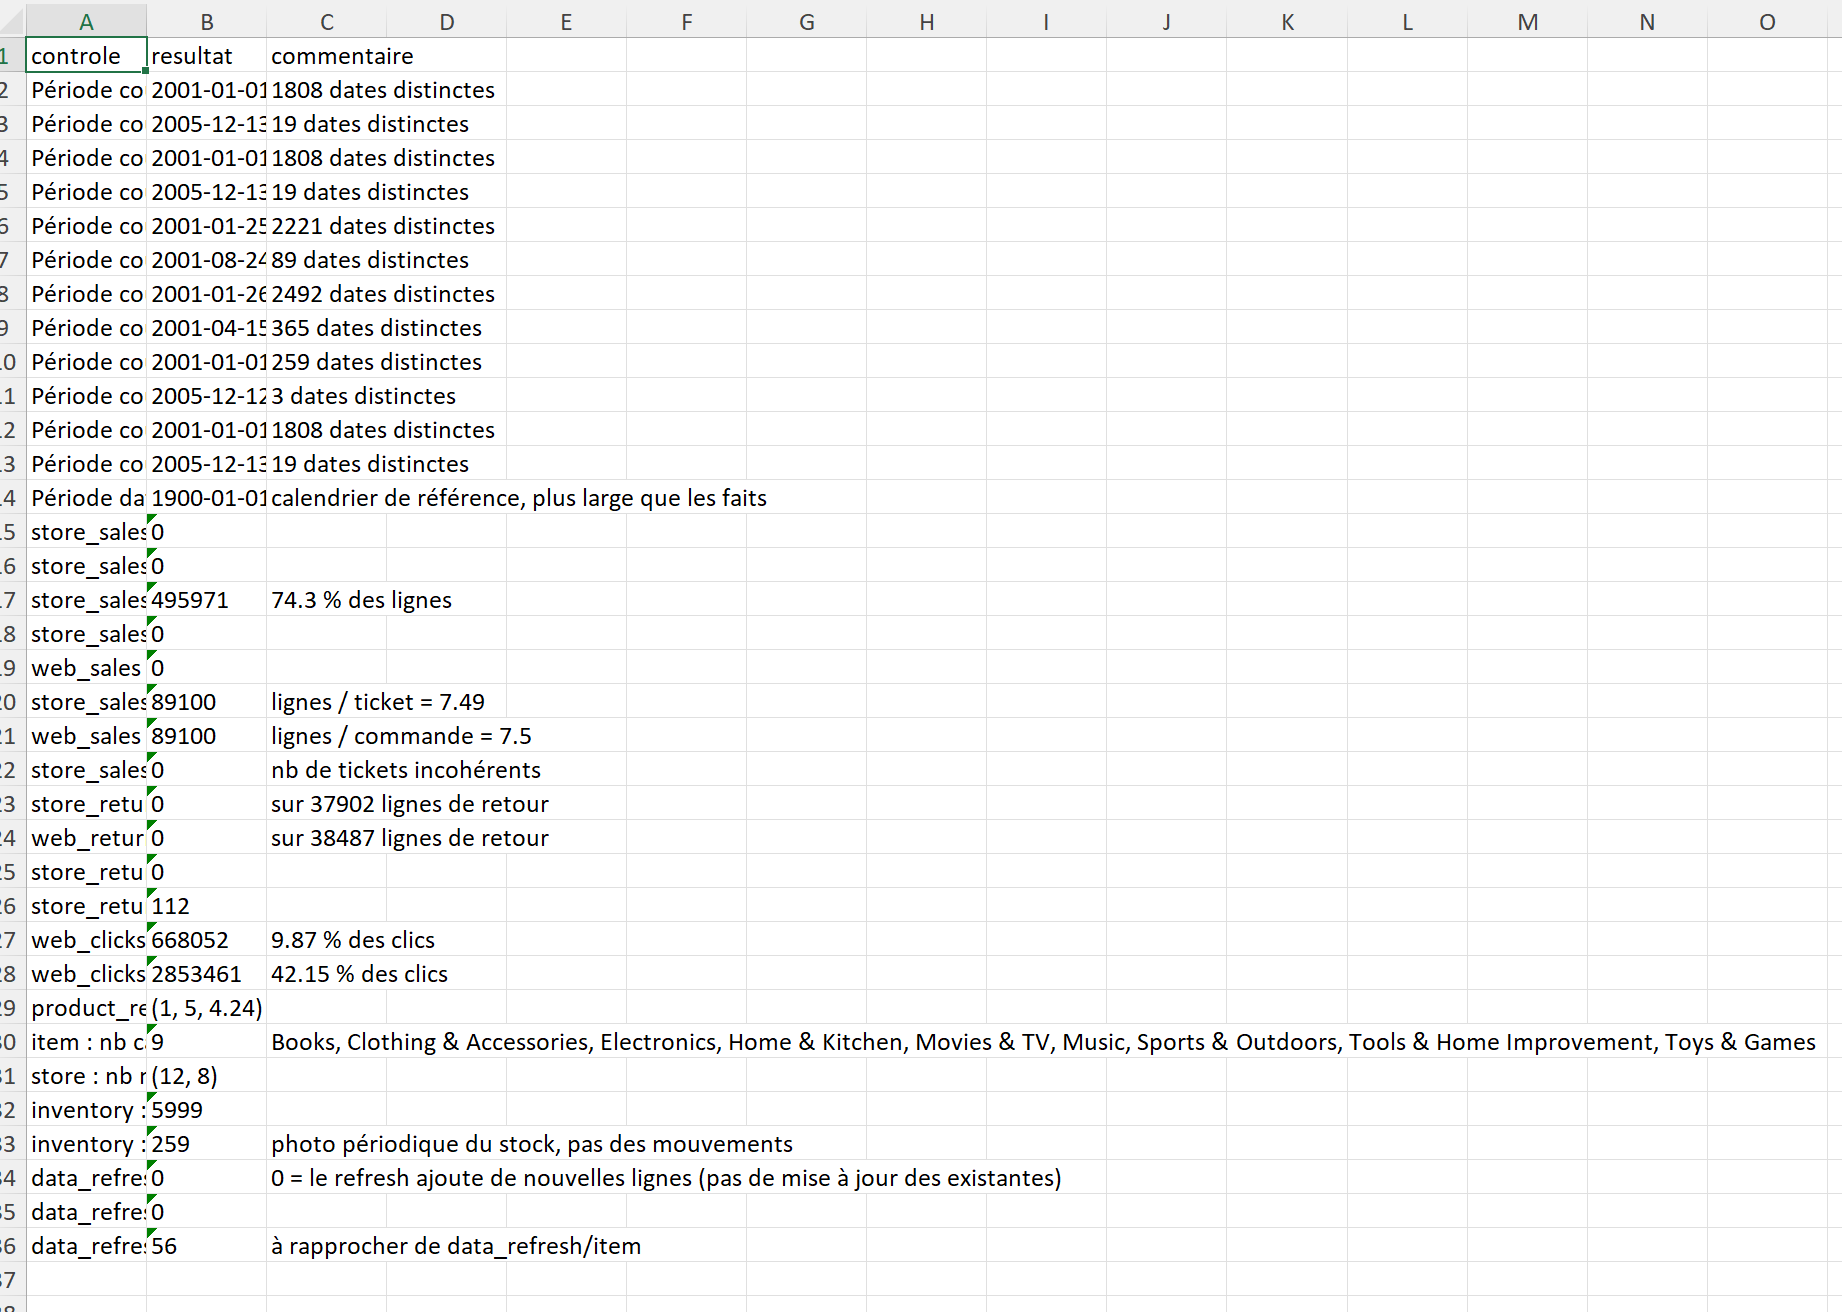 A B C D E F G H I J K L M N O
1 controle resultat commentaire
2 Période co 2001-01-01 1808 dates distinctes
3 Période co 2005-12-13 19 dates distinctes
4 Période co 2001-01-01 1808 dates distinctes
5 Période co 2005-12-13 19 dates distinctes
6 Période co 2001-01-25 2221 dates distinctes
7 Période co 2001-08-24 89 dates distinctes
8 Période co 2001-01-26 2492 dates distinctes
9 Période co 2001-04-15 365 dates distinctes
.0 Période co 2001-01-01 259 dates distinctes
.1 Période co 2005-12-12 3 dates distinctes
.2 Période co 2001-01-01 1808 dates distinctes
.3 Période co 2005-12-13 19 dates distinctes
.4 Période da 1900-01-01 calendrier de référence, plus large que les faits
.5 store_sales 0
.6 store_sales 0
.7 store_sales 495971 74.3 % des lignes
.8 store_sales 0
.9 web_sales 0
20 store_sales 89100 lignes / ticket = 7.49
21 web_sales 89100 lignes / commande = 7.5
22 store_sales 0 nb de tickets incohérents
23 store_retu 0 sur 37902 lignes de retour
24 web_retur 0 sur 38487 lignes de retour
25 store_retu 0
26 store_retu 112
27 web_clicks 668052 9.87 % des clics
28 web_clicks 2853461 42.15 % des clics
29 product_re (1, 5, 4.24)
30 item : nb ca 9 Books, Clothing & Accessories, Electronics, Home & Kitchen, Movies & TV, Music, Sports & Outdoors, Tools & Home Improvement, Toys & Games
31 store : nb r (12, 8)
32 inventory : 5999
33 inventory : 259 photo périodique du stock, pas des mouvements
34 data_refre 0 0 = le refresh ajoute de nouvelles lignes (pas de mise à jour des existantes)
35 data_refre 0
36 data_refre 56 à rapprocher de data_refresh/item
37